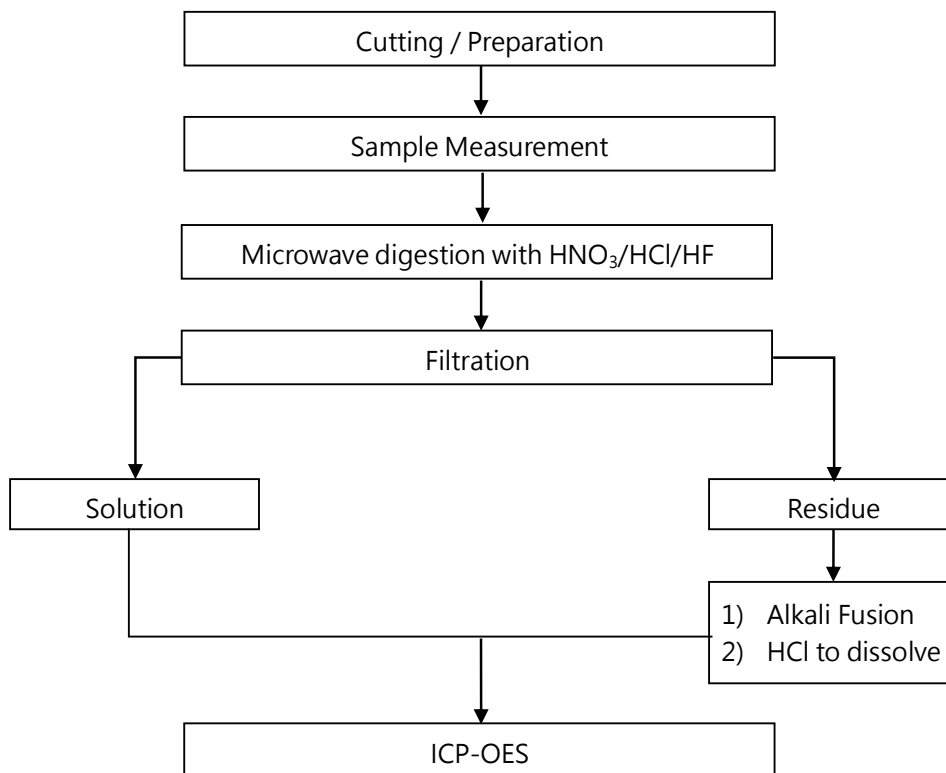 Cutting / Preparation
Sample Measurement
Microwave digestion with HNO₃/HCl/HF
Filtration
Solution
Residue
1) Alkali Fusion
2) HCl to dissolve
ICP-OES